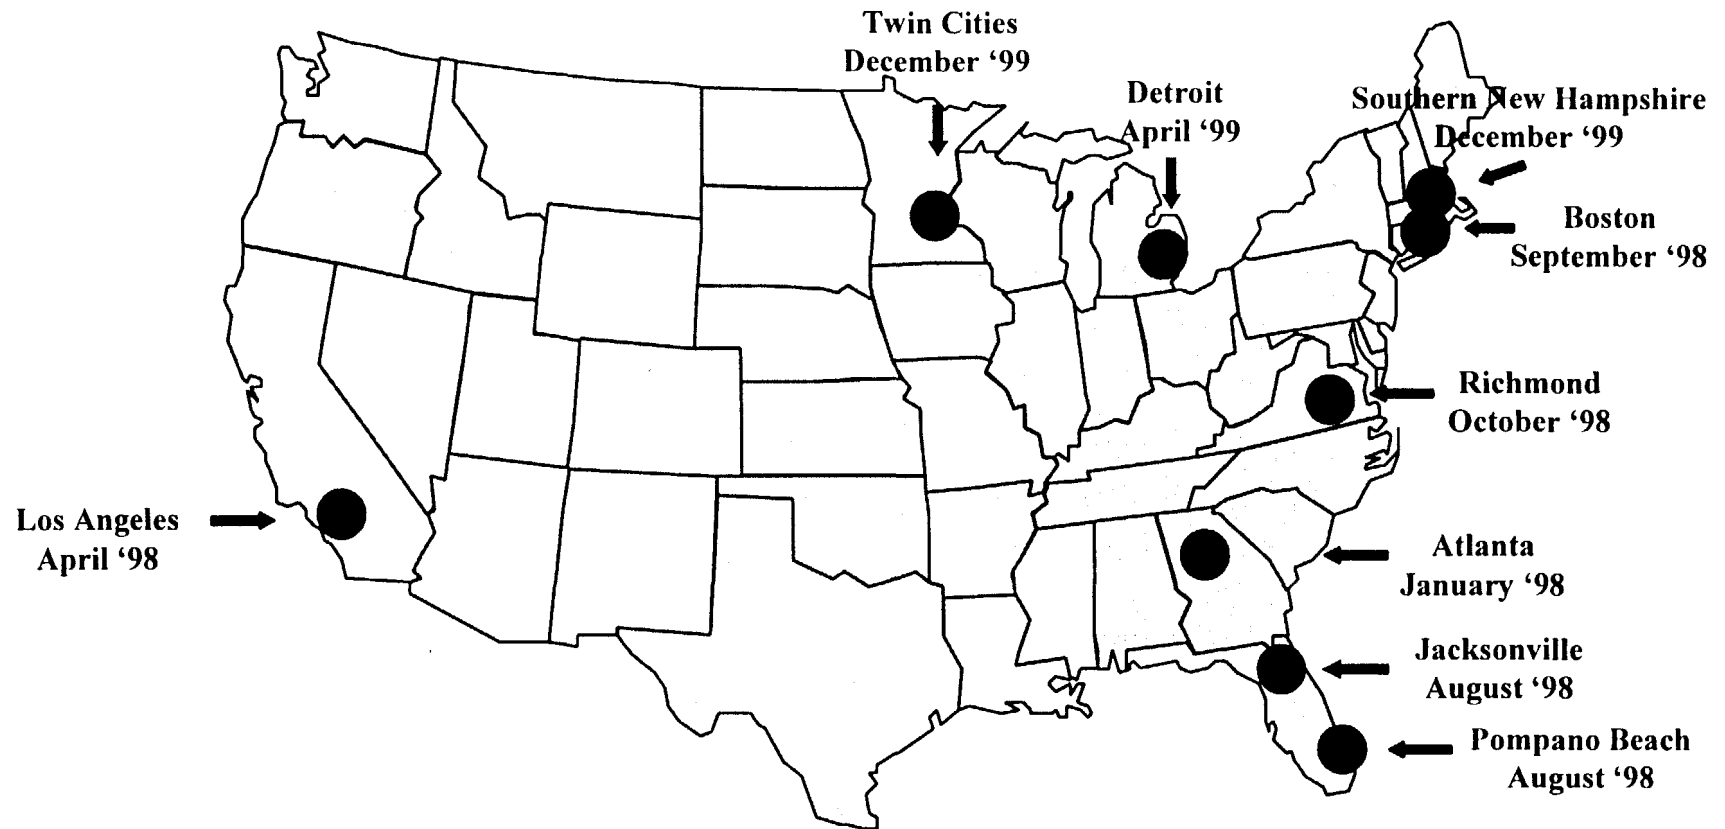 Twin Cities
December ‘99
Detroit
April ‘99
Southern New Hampshire
December ‘99
Boston
September ‘98
Richmond
October ‘98
Los Angeles
April ‘98
Atlanta
January ‘98
Jacksonville
August ‘98
Pompano Beach
August ‘98